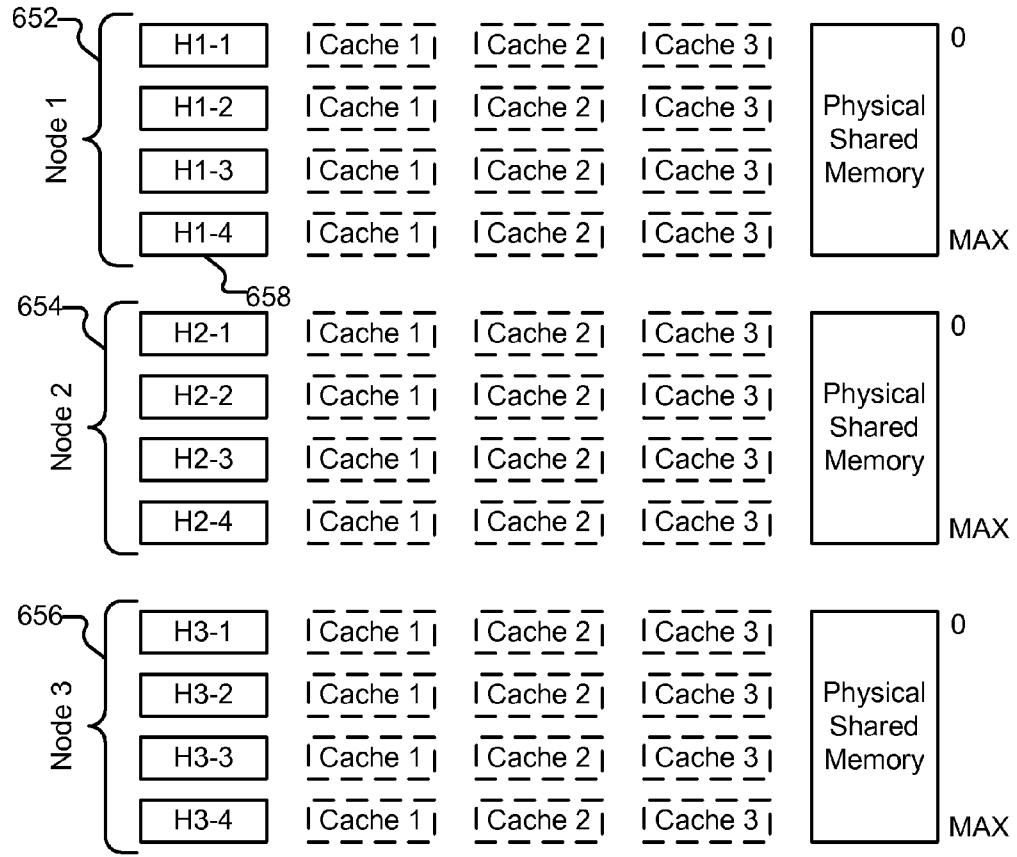 652
H1-1 Cache 1 Cache 2 Cache 3 0
H1-2 Cache 1 Cache 2 Cache 3
Node 1
Physical
Shared
Memory
H1-3 Cache 1 Cache 2 Cache 3
H1-4 Cache 1 Cache 2 Cache 3 MAX
658
654
H2-1 Cache 1 Cache 2 Cache 3 0
H2-2 Cache 1 Cache 2 Cache 3
Node 2
Physical
Shared
Memory
H2-3 Cache 1 Cache 2 Cache 3
H2-4 Cache 1 Cache 2 Cache 3 MAX
656
H3-1 Cache 1 Cache 2 Cache 3 0
H3-2 Cache 1 Cache 2 Cache 3
Node 3
Physical
Shared
Memory
H3-3 Cache 1 Cache 2 Cache 3
H3-4 Cache 1 Cache 2 Cache 3 MAX